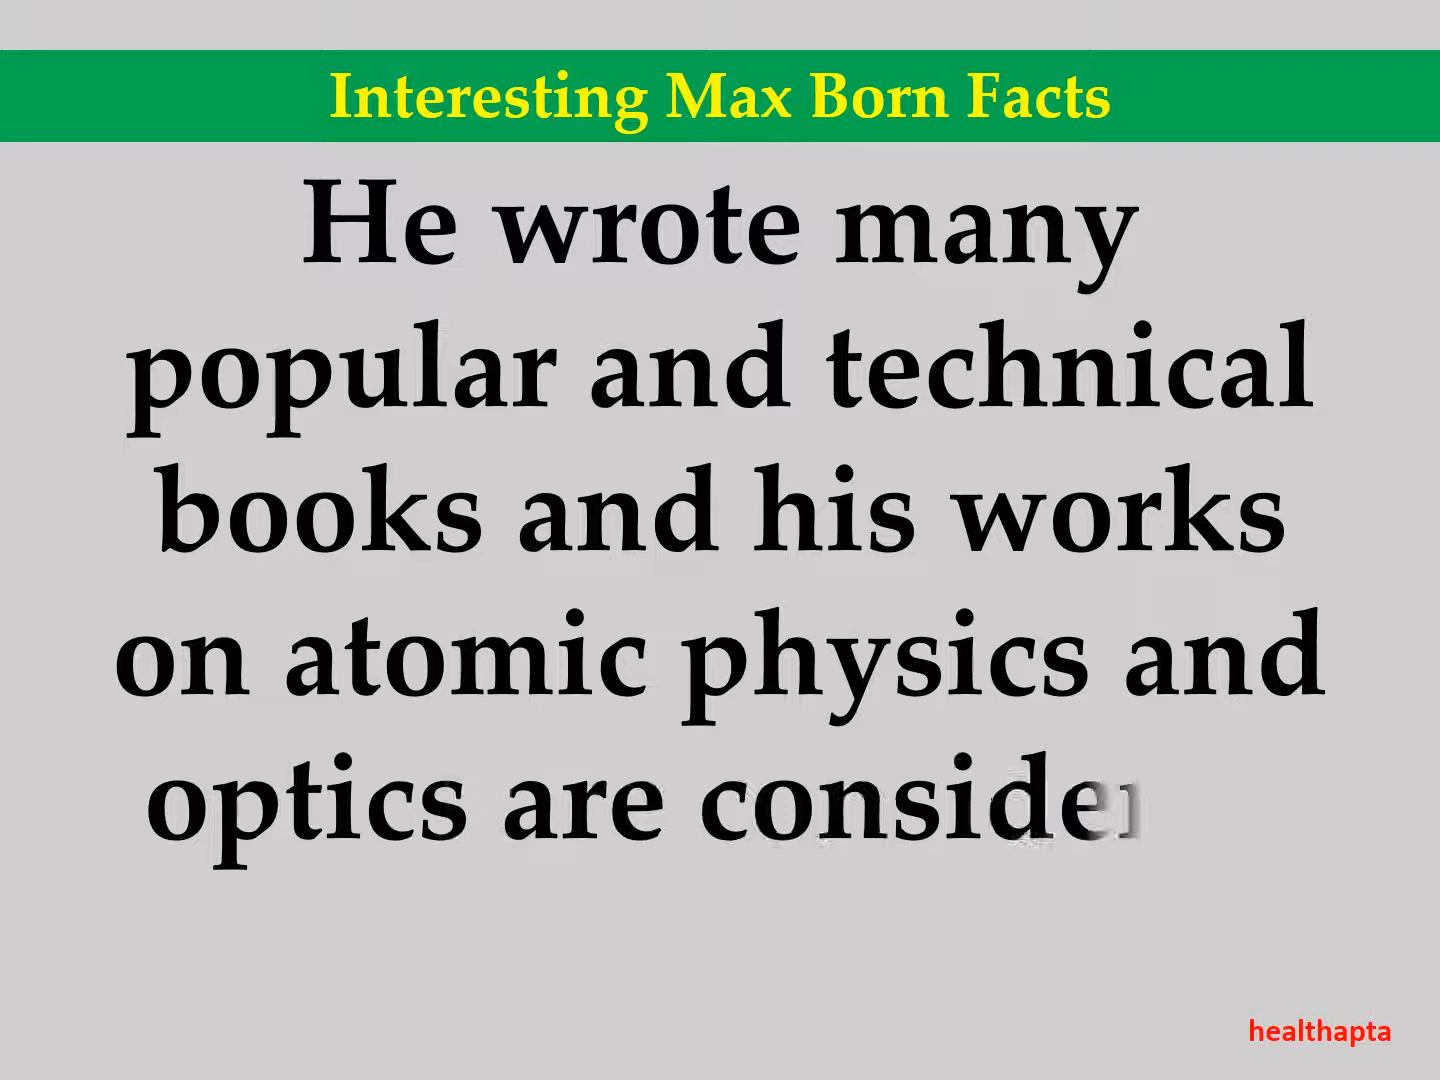 Interesting Max Born Facts
He wrote many
popular and technical
books and his works
on atomic physics and
optics are consider
healthapta